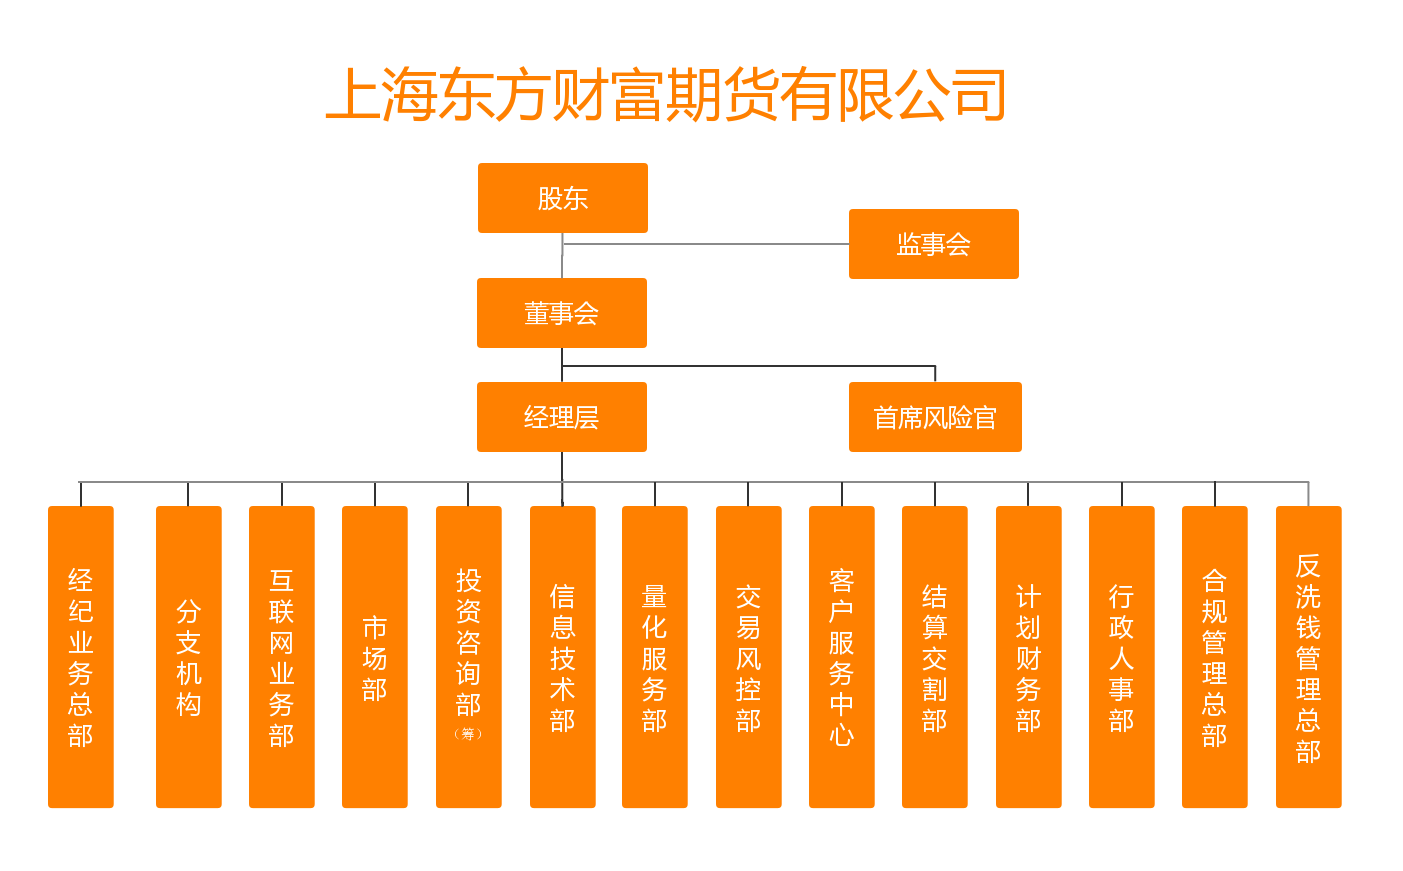 上海东方财富期货有限公司
股东
监事会
董事会
经理层
首席风险官
经纪业务总部
分支机构
互联网业务部
市场部
投资咨询部
（筹）
信息技术部
量化服务部
交易风控部
客户服务中心
结算交割部
计划财务部
行政人事部
合规管理总部
反洗钱管理总部